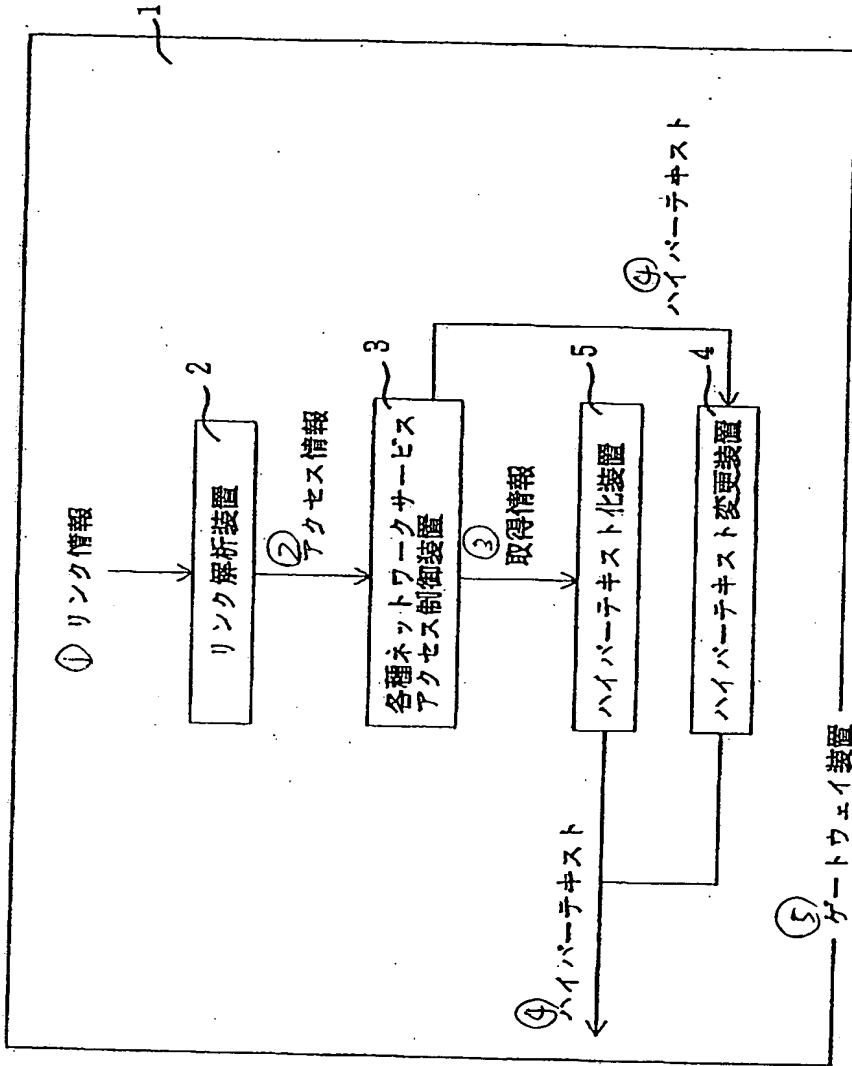 1
① リンク情報
リンク解析装置
2
②
アクセス情報
各種ネットワークサービス
アクセス制御装置
3
③
取得情報
④
ハイパーテキスト
ハイパーテキスト化装置
5
ハイパーテキスト変更装置
4
④
ハイパーテキスト
⑤
ゲートウェイ装置